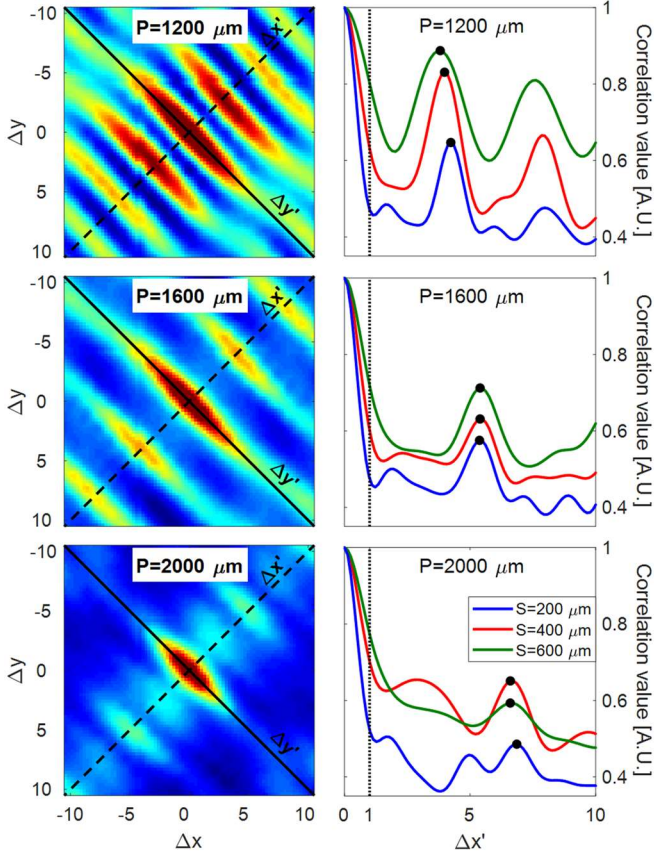 P=1200 μm
Δx'
Δy'
Δy
-10
-5
0
5
10
P=1200 μm
1
0.8
0.6
0.4
Correlation value [A.U.]
P=1600 μm
Δx'
Δy'
Δy
-10
-5
0
5
10
P=1600 μm
1
0.8
0.6
0.4
Correlation value [A.U.]
P=2000 μm
Δx'
Δy'
Δy
-10
-5
0
5
10
-10 -5 0 5 10
Δx
P=2000 μm
S=200 μm
S=400 μm
S=600 μm
1
0.8
0.6
0.4
Correlation value [A.U.]
0 1 5 10
Δx'